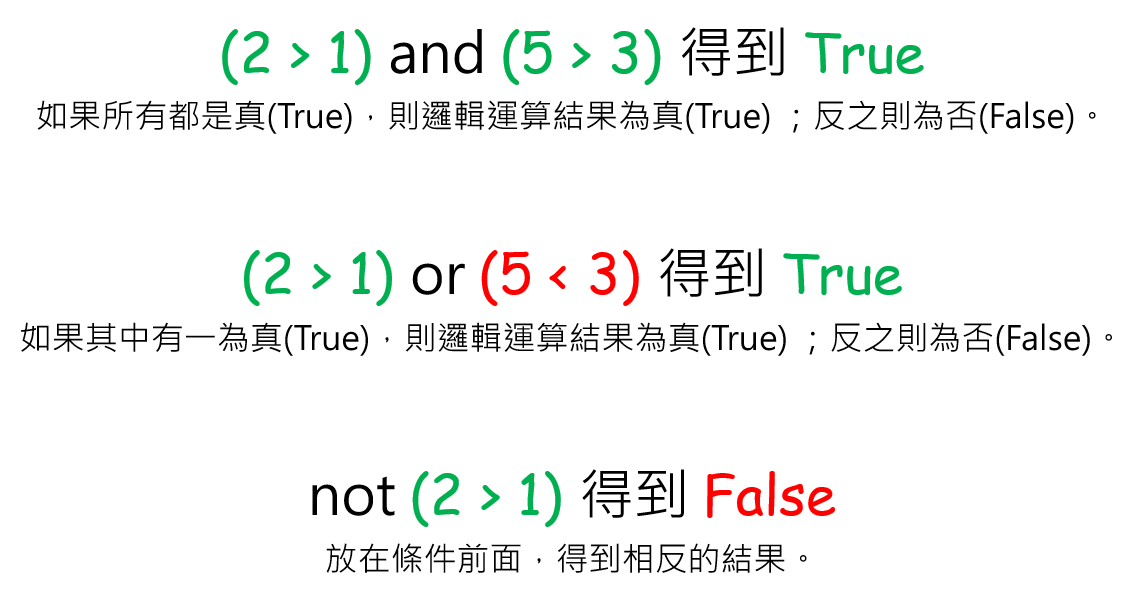 (2 > 1) and (5 > 3) 得到 True
如果所有都是真(True)，則邏輯運算結果為真(True) ；反之則為否(False)。
(2 > 1) or (5 < 3) 得到 True
如果其中有一為真(True)，則邏輯運算結果為真(True) ；反之則為否(False)。
not (2 > 1) 得到 False
放在條件前面，得到相反的結果。